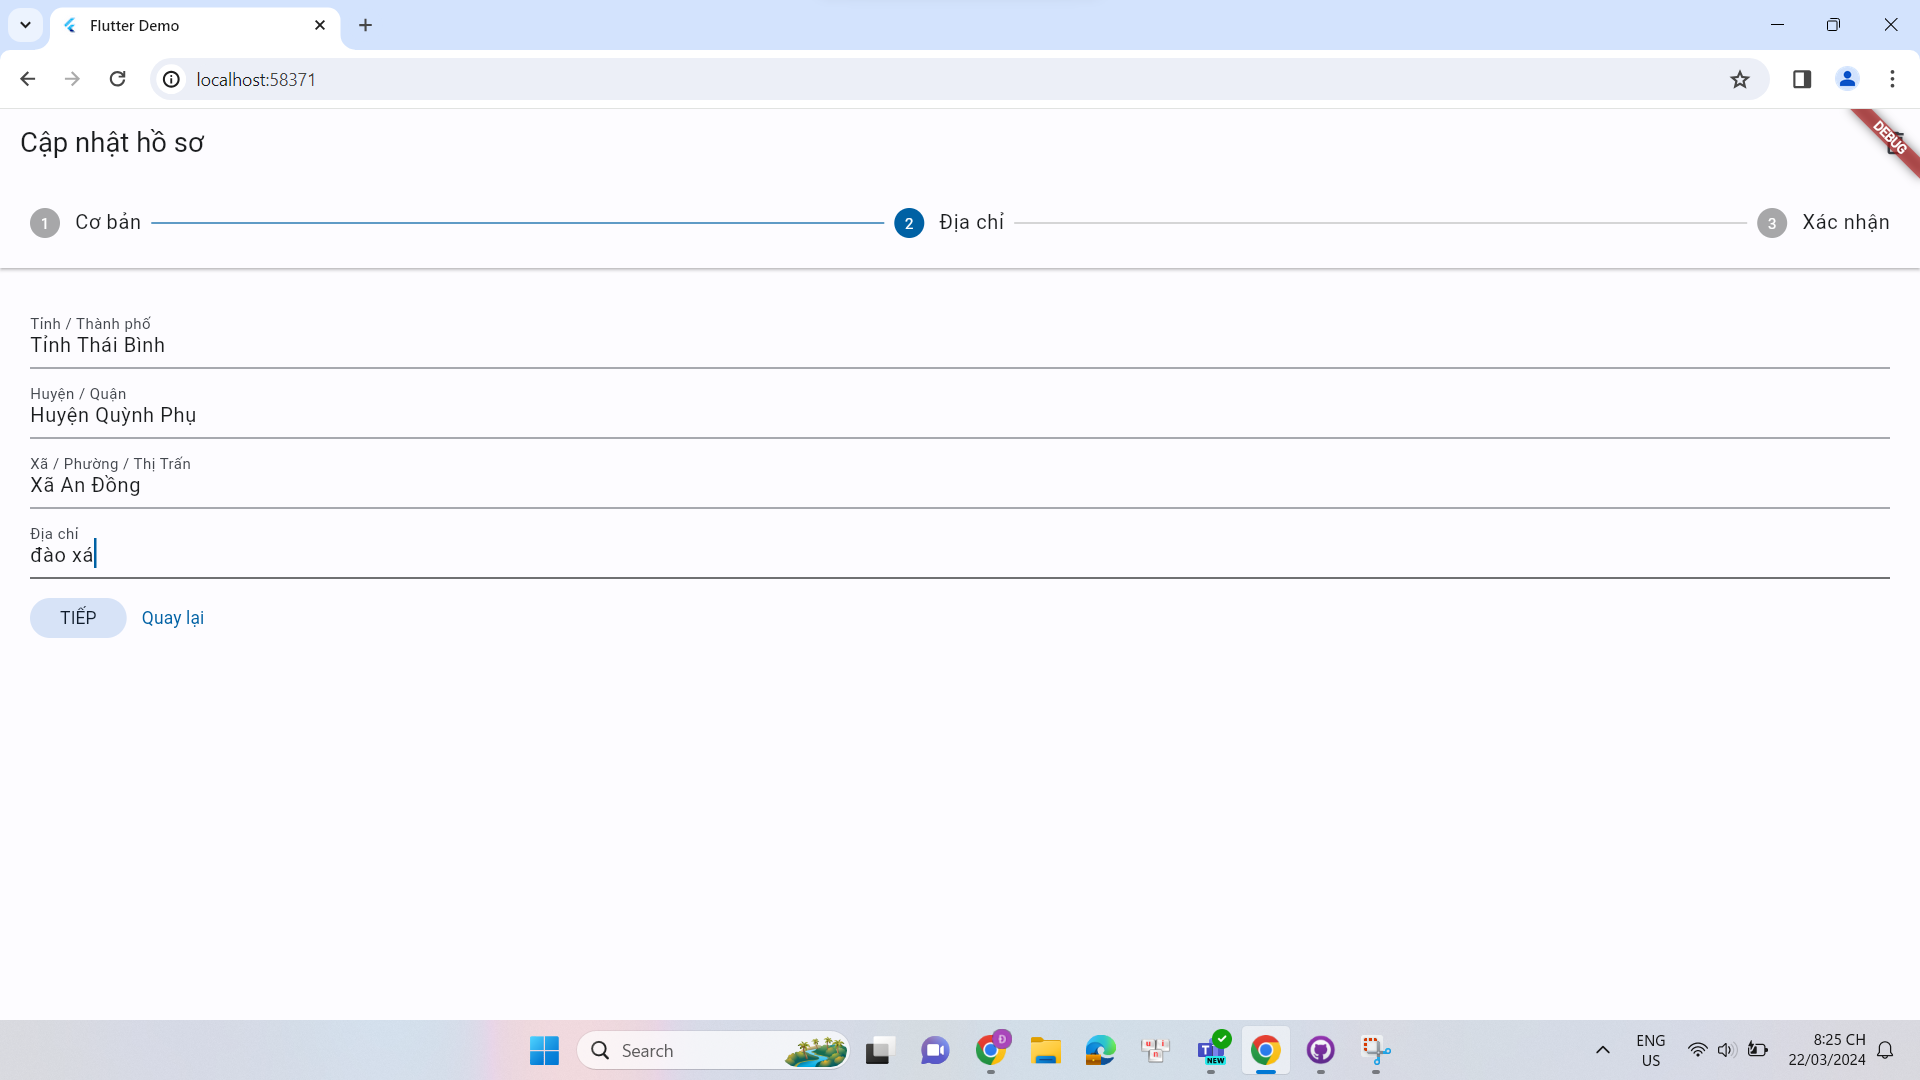 Flutter Demo
localhost:58371
Cập nhật hồ sơ
DEBUG
1 Cơ bản 2 Địa chỉ 3 Xác nhận
Tỉnh / Thành phố
Tỉnh Thái Bình
Huyện / Quận
Huyện Quỳnh Phụ
Xã / Phường / Thị Trấn
Xã An Đồng
Địa chỉ
đào xá
TIẾP Quay lại
Search
Đ
NEW
ENG
US
8:25 CH
22/03/2024